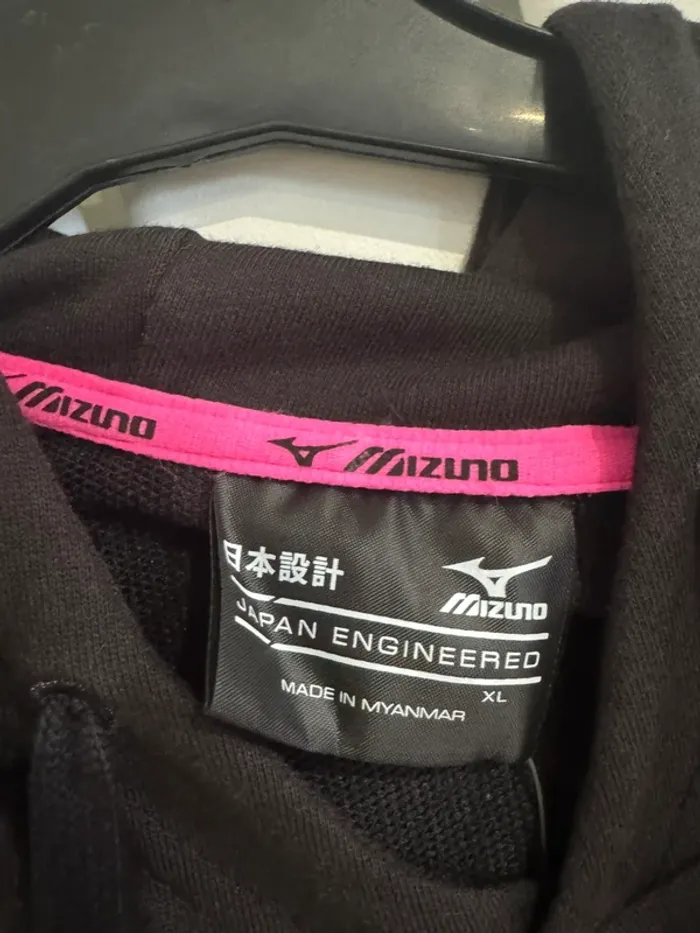 MIZUNO
MIZUNO
日本設計
MIZUNO
JAPAN ENGINEERED
XL
MADE IN MYANMAR